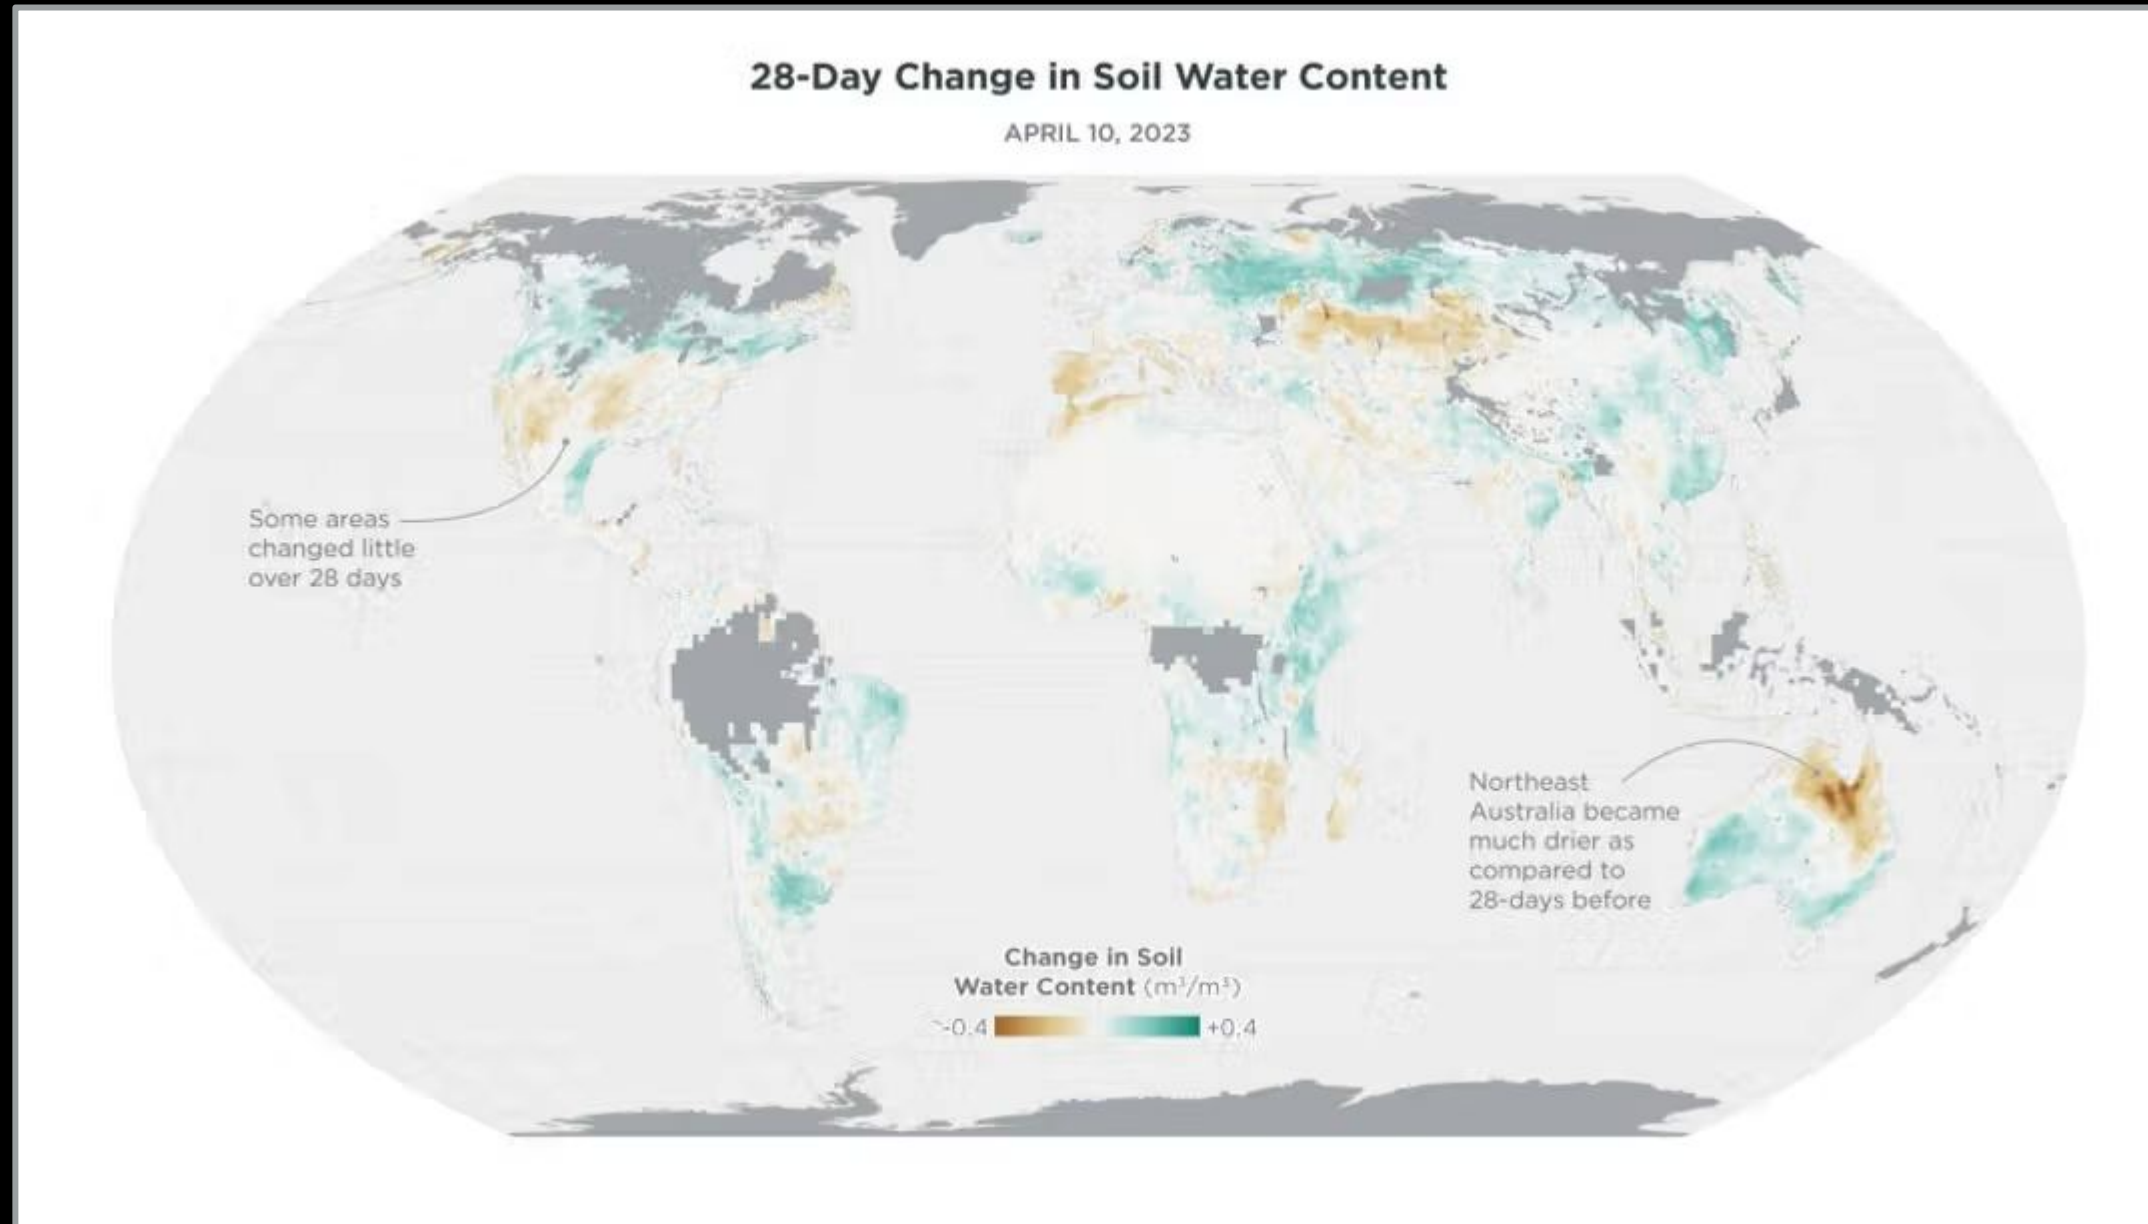 28-Day Change in Soil Water Content
APRIL 10, 2023
Some areas
changed little
over 28 days
Northeast
Australia became
much drier as
compared to
28-days before
Change in Soil
Water Content (m³/m³)
-0.4
+0.4